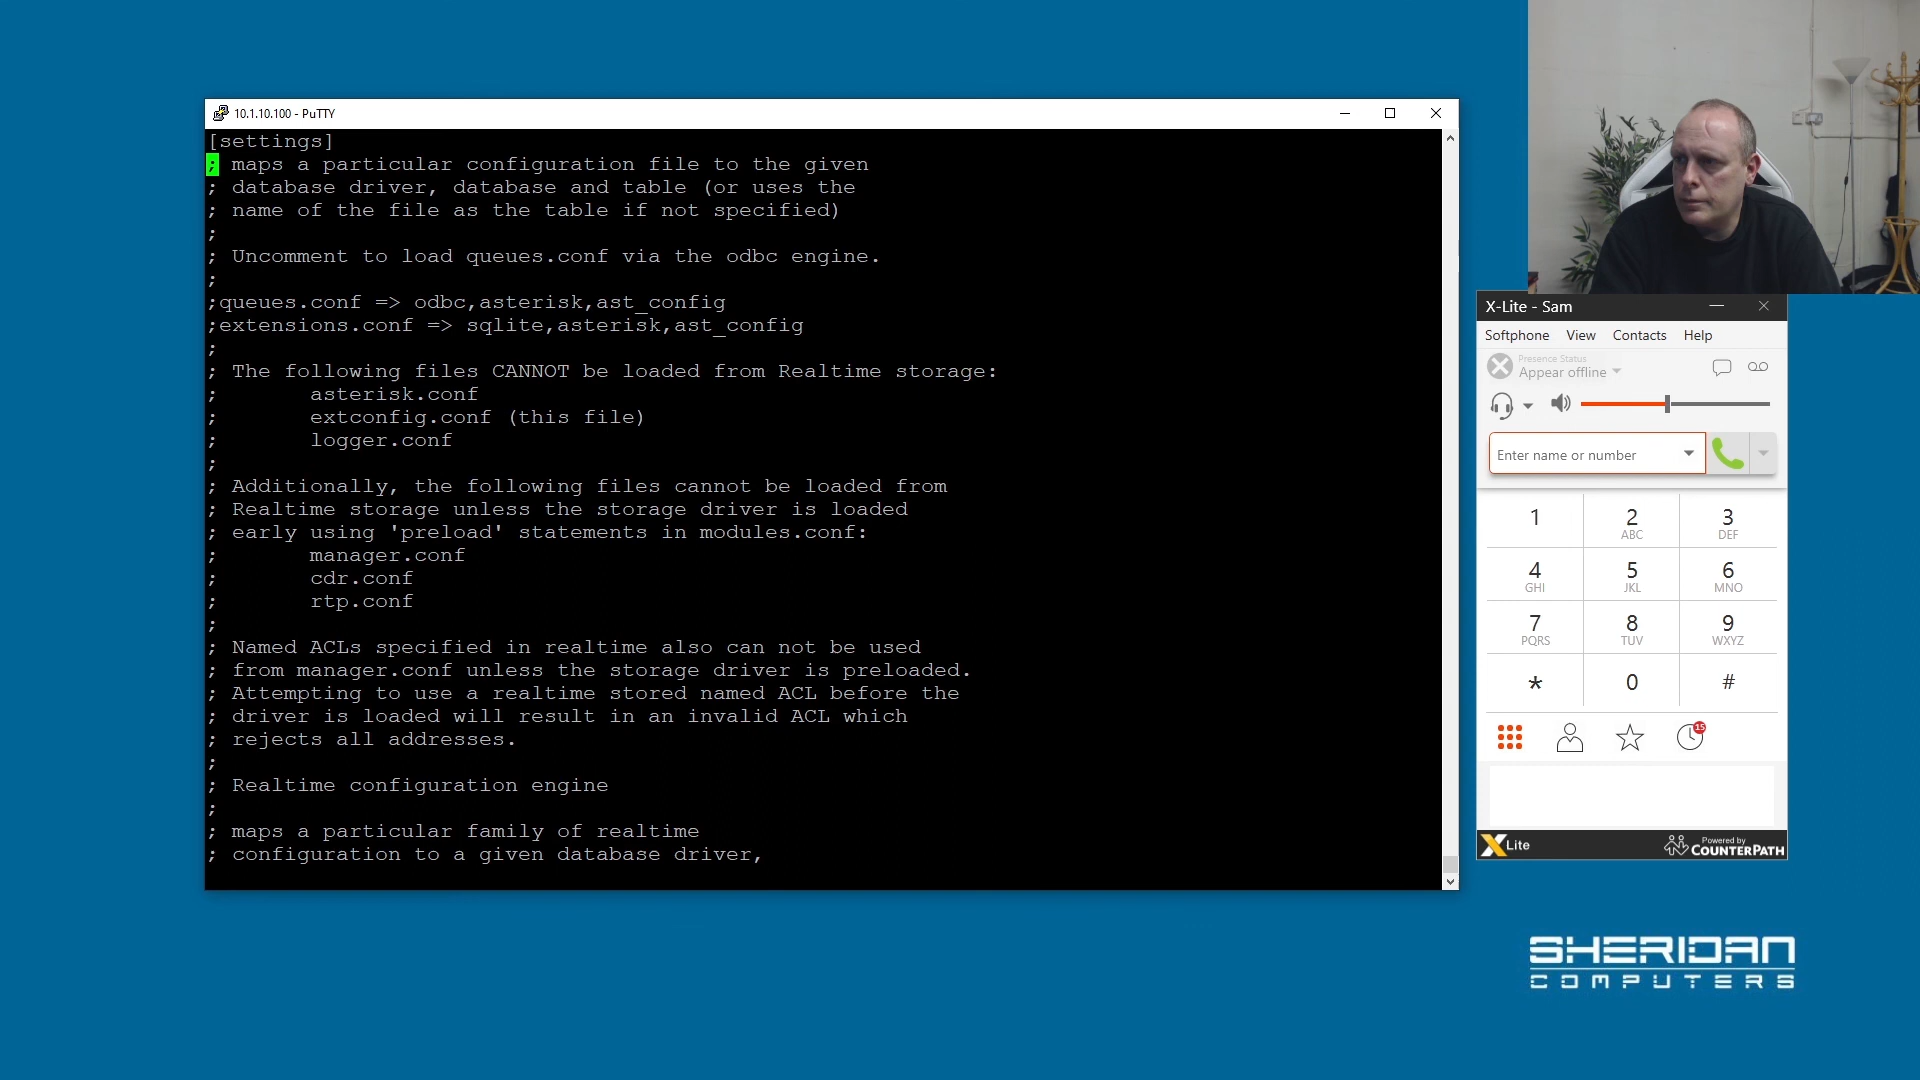 10.1.10.100 - PuTTY
[settings]
; maps a particular configuration file to the given
; database driver, database and table (or uses the
; name of the file as the table if not specified)
;
; Uncomment to load queues.conf via the odbc engine.
;
;queues.conf => odbc,asterisk,ast_config
;extensions.conf => sqlite,asterisk,ast_config
;
; The following files CANNOT be loaded from Realtime storage:
;       asterisk.conf
;       extconfig.conf (this file)
;       logger.conf
;
; Additionally, the following files cannot be loaded from
; Realtime storage unless the storage driver is loaded
; early using 'preload' statements in modules.conf:
;       manager.conf
;       cdr.conf
;       rtp.conf
;
; Named ACLs specified in realtime also can not be used
; from manager.conf unless the storage driver is preloaded.
; Attempting to use a realtime stored named ACL before the
; driver is loaded will result in an invalid ACL which
; rejects all addresses.
;
; Realtime configuration engine
;
; maps a particular family of realtime
; configuration to a given database driver,
X-Lite - Sam
Softphone View Contacts Help
Presence Status
Appear offline
Enter name or number
1 2 3
ABC DEF
4 5 6
GHI JKL MNO
7 8 9
PQRS TUV WXYZ
* 0 #
15
X Lite
Powered by
COUNTERPATH
SHERIDAN
COMPUTERS